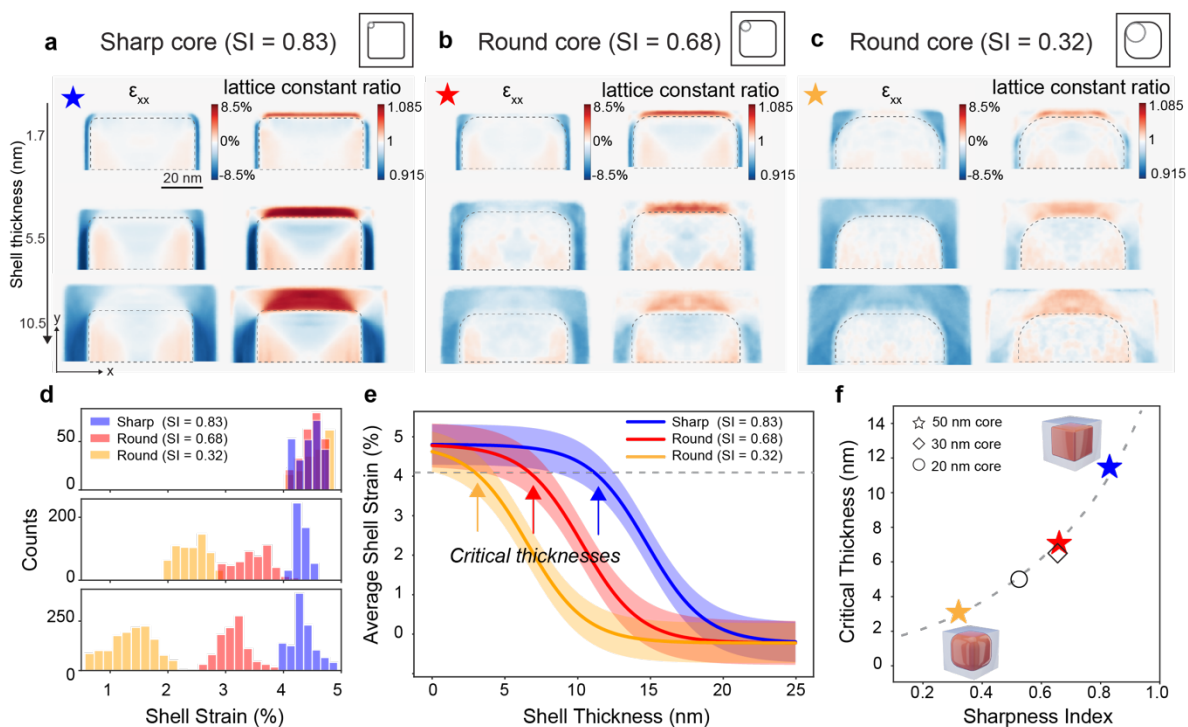 a Sharp core (SI = 0.83)
b Round core (SI = 0.68)
c Round core (SI = 0.32)
εxx
lattice constant ratio
8.5%
0%
-8.5%
1.085
1
0.915
20 nm
εxx
lattice constant ratio
8.5%
0%
-8.5%
1.085
1
0.915
εxx
lattice constant ratio
8.5%
0%
-8.5%
1.085
1
0.915
Shell thickness (nm)
1.7
5.5
10.5
y
x
d
Sharp (SI = 0.83)
Round (SI = 0.68)
Round (SI = 0.32)
50
0
200
0
250
0
Counts
1 2 3 4 5
Shell Strain (%)
e
Sharp (SI = 0.83)
Round (SI = 0.68)
Round (SI = 0.32)
Critical thicknesses
Average Shell Strain (%)
5
4
3
2
1
0
0 5 10 15 20 25
Shell Thickness (nm)
f
50 nm core
30 nm core
20 nm core
Critical Thickness (nm)
14
12
10
8
6
4
2
0
0.2 0.4 0.6 0.8 1.0
Sharpness Index